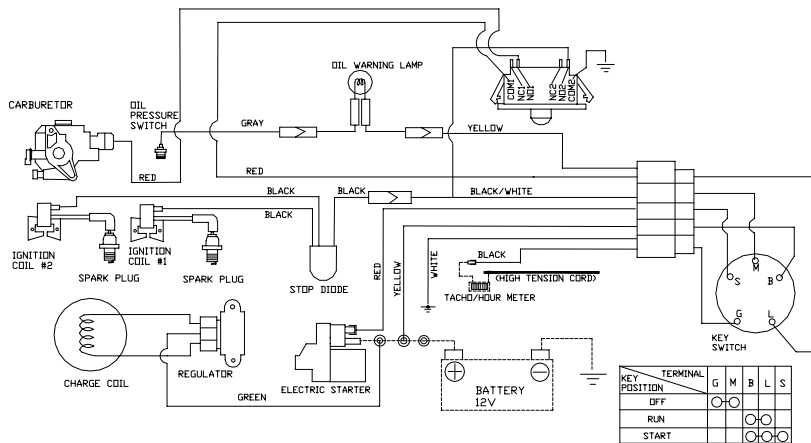 OIL WARNING LAMP
COM1
NC1
NO1
NC2
NO2
COM2
CARBURETOR
OIL
PRESSURE
SWITCH
GRAY
YELLOW
RED
RED
BLACK
BLACK
BLACK/WHITE
BLACK
IGNITION
COIL #2
IGNITION
COIL #1
SPARK PLUG
SPARK PLUG
STOP DIODE
RED
YELLOW
WHITE
BLACK
(HIGH TENSION CORD)
TACHO/HOUR METER
M
S
B
G
L
KEY
SWITCH
CHARGE COIL
REGULATOR
GREEN
ELECTRIC STARTER
BATTERY
12V
TERMINAL
KEY
POSITION
G M B L S
OFF
RUN
START